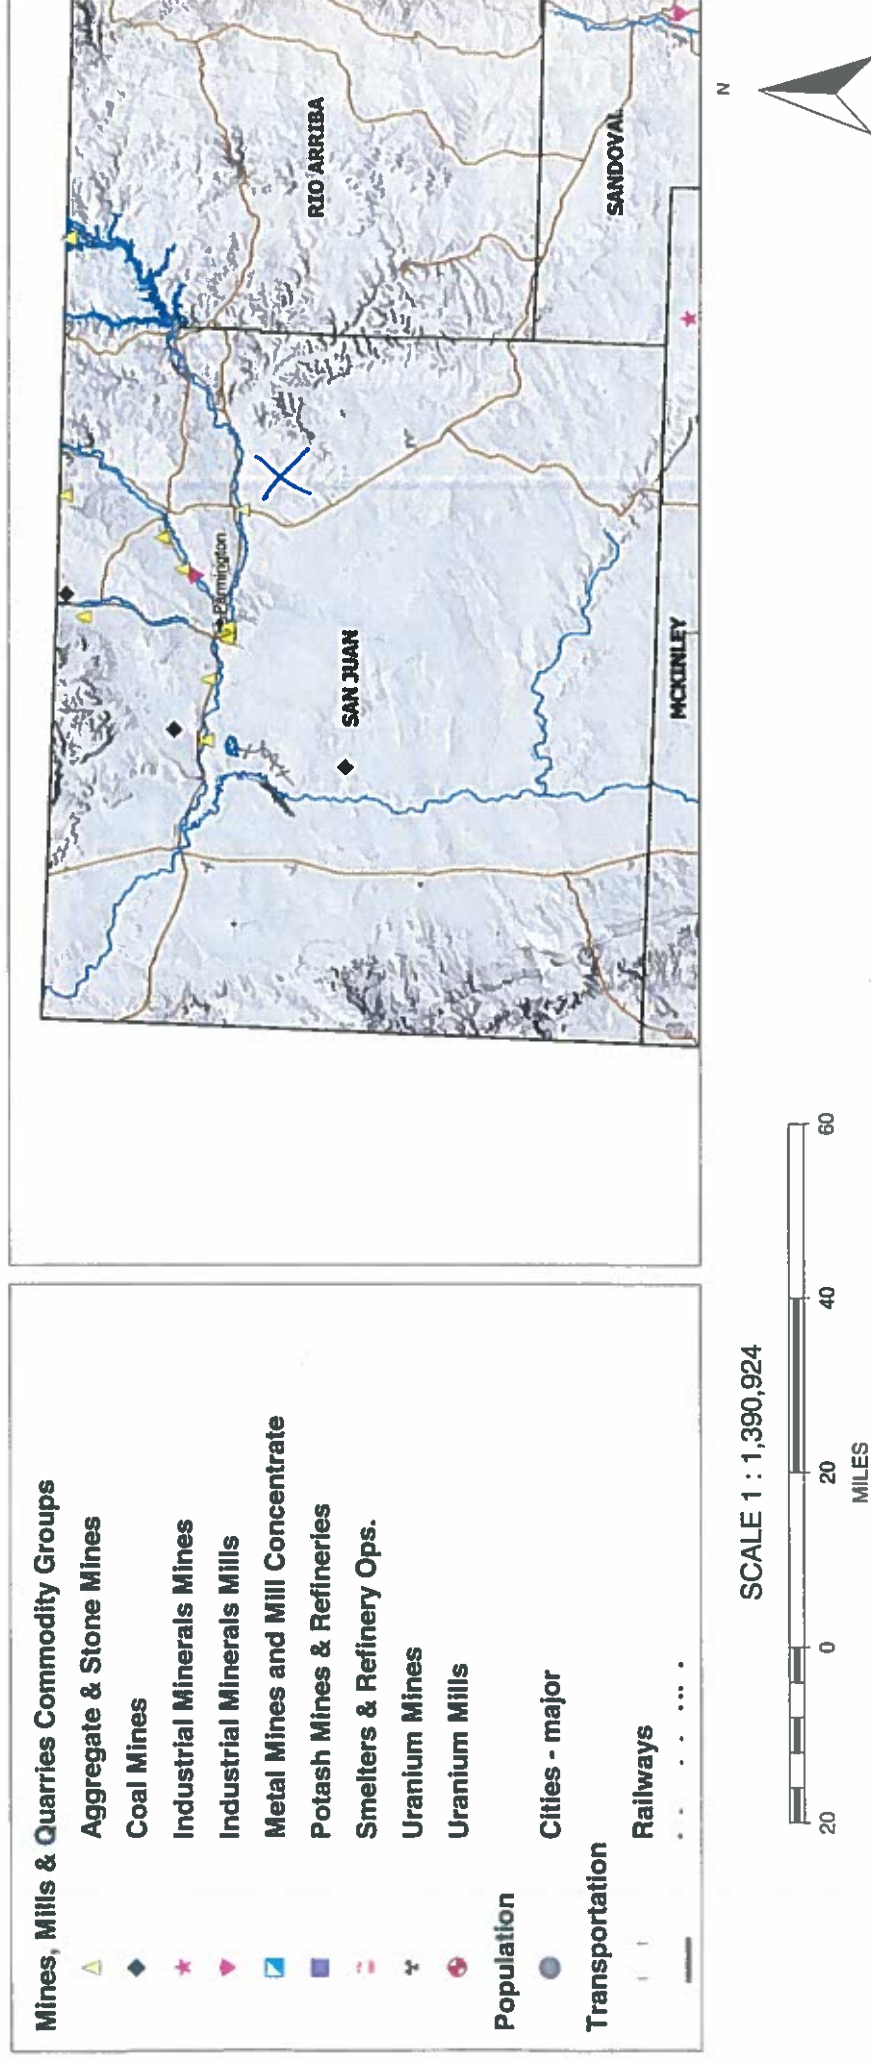 Mines, Mills & Quarries Commodity Groups
Aggregate & Stone Mines
Coal Mines
Industrial Minerals Mines
Industrial Minerals Mills
Metal Mines and Mill Concentrate
Potash Mines & Refineries
Smelters & Refinery Ops.
Uranium Mines
Uranium Mills
Population
Cities - major
Transportation
Railways
Farmington
SAN JUAN
RIO ARRIBA
SANDOVAL
MCKINLEY
SCALE 1 : 1,390,924
20 0 20 40 60
MILES
N